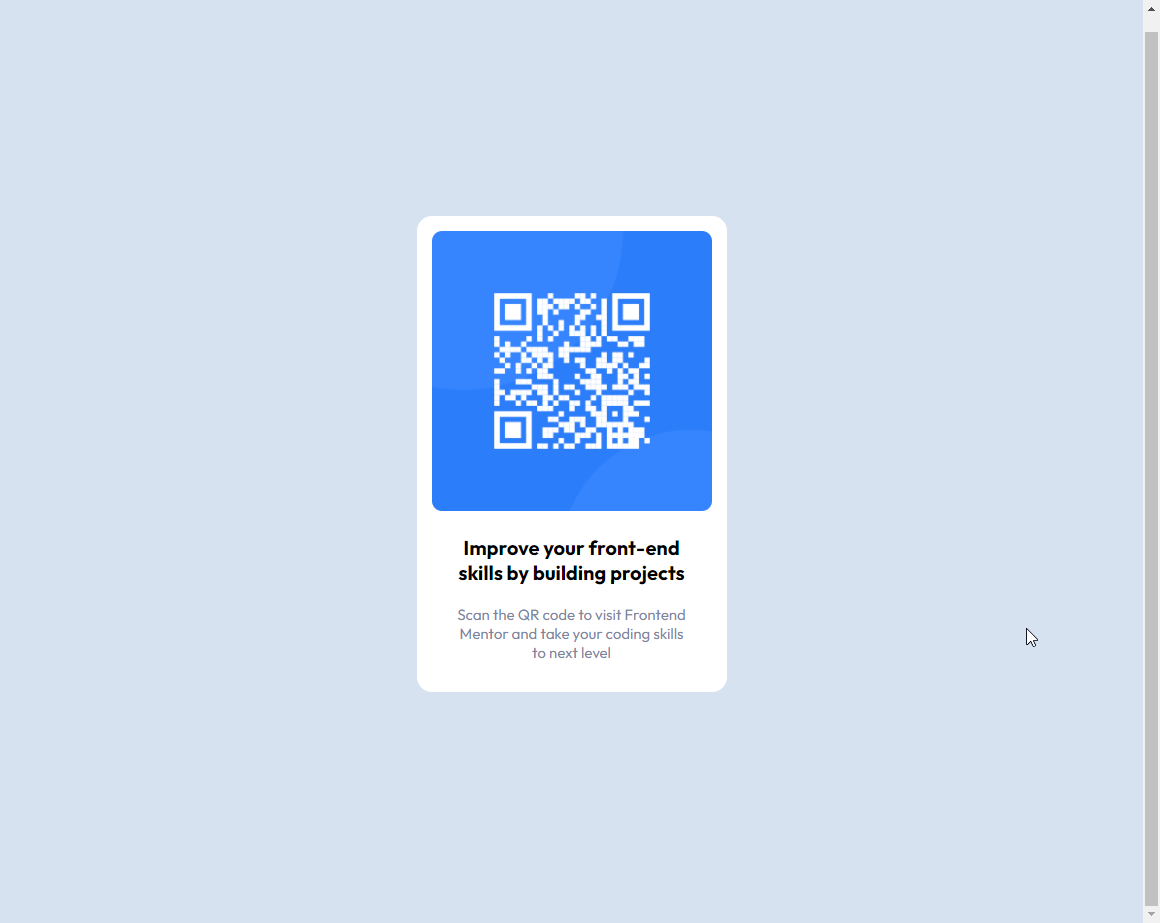 Improve your front-end
skills by building projects
Scan the QR code to visit Frontend
Mentor and take your coding skills
to next level